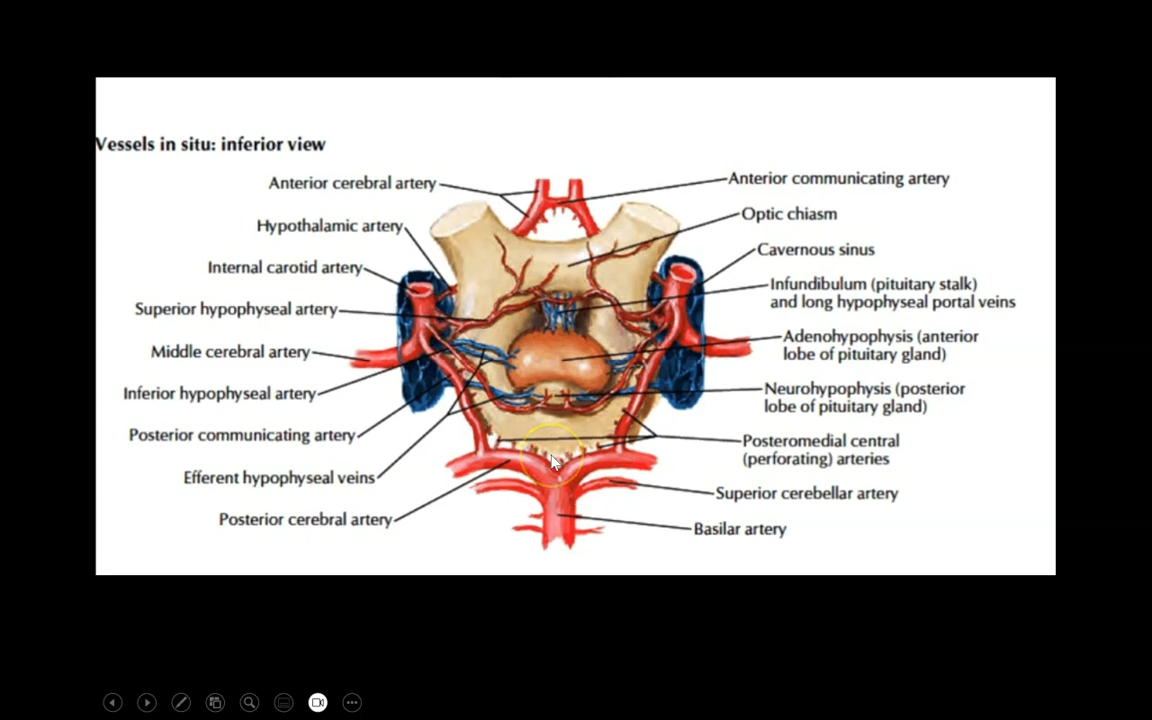 Vessels in situ: inferior view
Anterior cerebral artery
Hypothalamic artery
Internal carotid artery
Superior hypophyseal artery
Middle cerebral artery
Inferior hypophyseal artery
Posterior communicating artery
Efferent hypophyseal veins
Posterior cerebral artery
Anterior communicating artery
Optic chiasm
Cavernous sinus
Infundibulum (pituitary stalk)
and long hypophyseal portal veins
Adenohypophysis (anterior
lobe of pituitary gland)
Neurohypophysis (posterior
lobe of pituitary gland)
Posteromedial central
(perforating) arteries
Superior cerebellar artery
Basilar artery